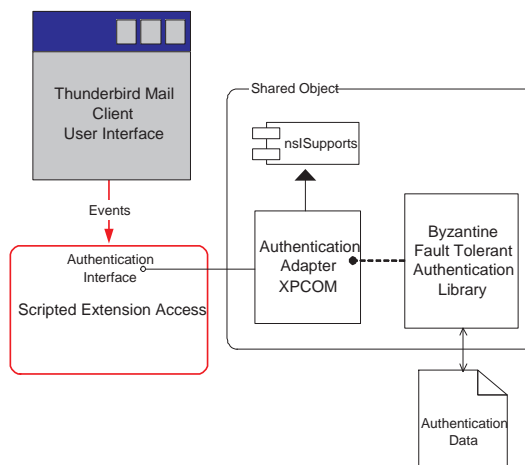 Thunderbird Mail
Client
User Interface
Shared Object
nsISupports
Events
Authentication
Interface
Scripted Extension Access
Authentication
Adapter
XPCOM
Byzantine
Fault Tolerant
Authentication
Library
Authentication
Data